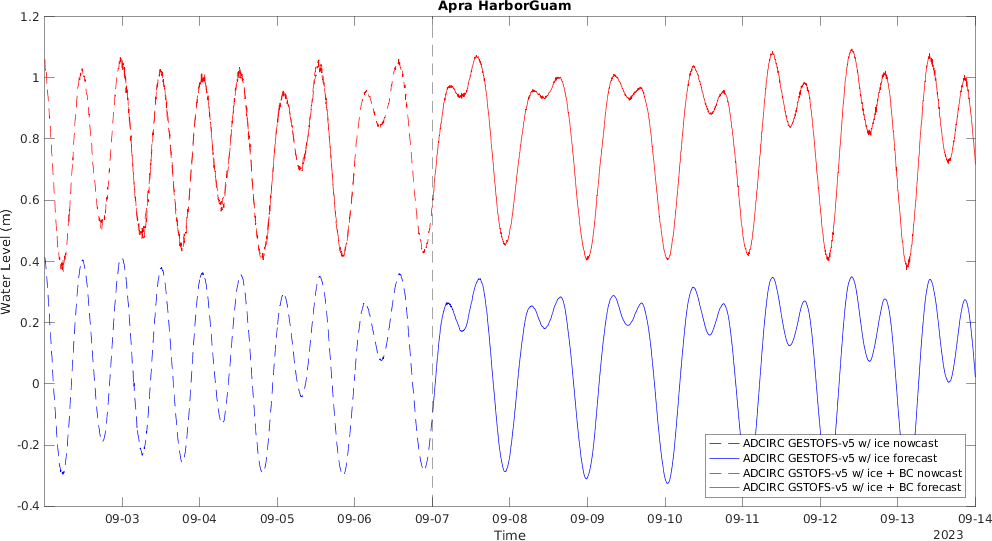 Apra HarborGuam
1.2
1
0.8
0.6
0.4
0.2
0
-0.2
-0.4
Water Level (m)
ADCIRC GESTOFS-v5 w/ ice nowcast
ADCIRC GESTOFS-v5 w/ ice forecast
ADCIRC GSTOFS-v5 w/ ice + BC nowcast
ADCIRC GSTOFS-v5 w/ ice + BC forecast
09-03 09-04 09-05 09-06 09-07 09-08 09-09 09-10 09-11 09-12 09-13 09-14
Time
2023